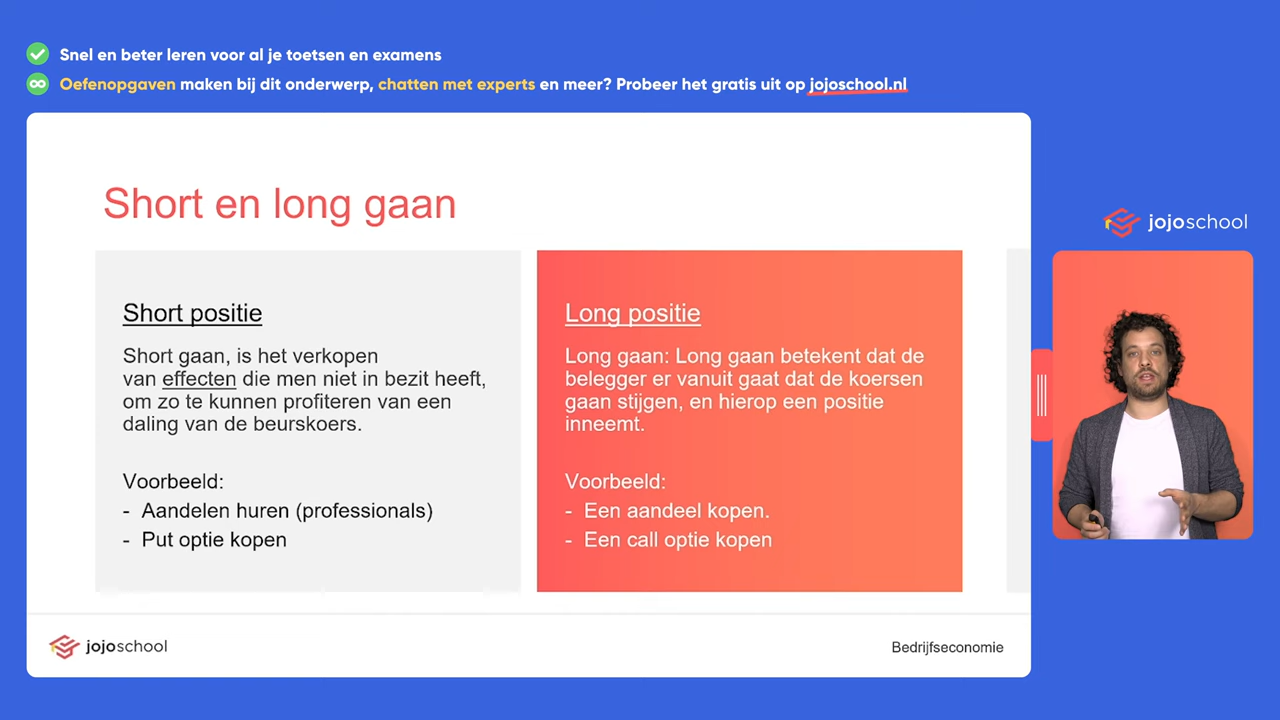 Snel en beter leren voor al je toetsen en examens
Oefenopgaven maken bij dit onderwerp, chatten met experts en meer? Probeer het gratis uit op jojoschool.nl
Short en long gaan
jojoschool
Short positie
Short gaan, is het verkopen
van effecten die men niet in bezit heeft,
om zo te kunnen profiteren van een
daling van de beurskoers.
Voorbeeld:
- Aandelen huren (professionals)
- Put optie kopen
Long positie
Long gaan: Long gaan betekent dat de
belegger er vanuit gaat dat de koersen
gaan stijgen, en hierop een positie
inneemt.
Voorbeeld:
- Een aandeel kopen.
- Een call optie kopen
jojoschool
Bedrijfseconomie